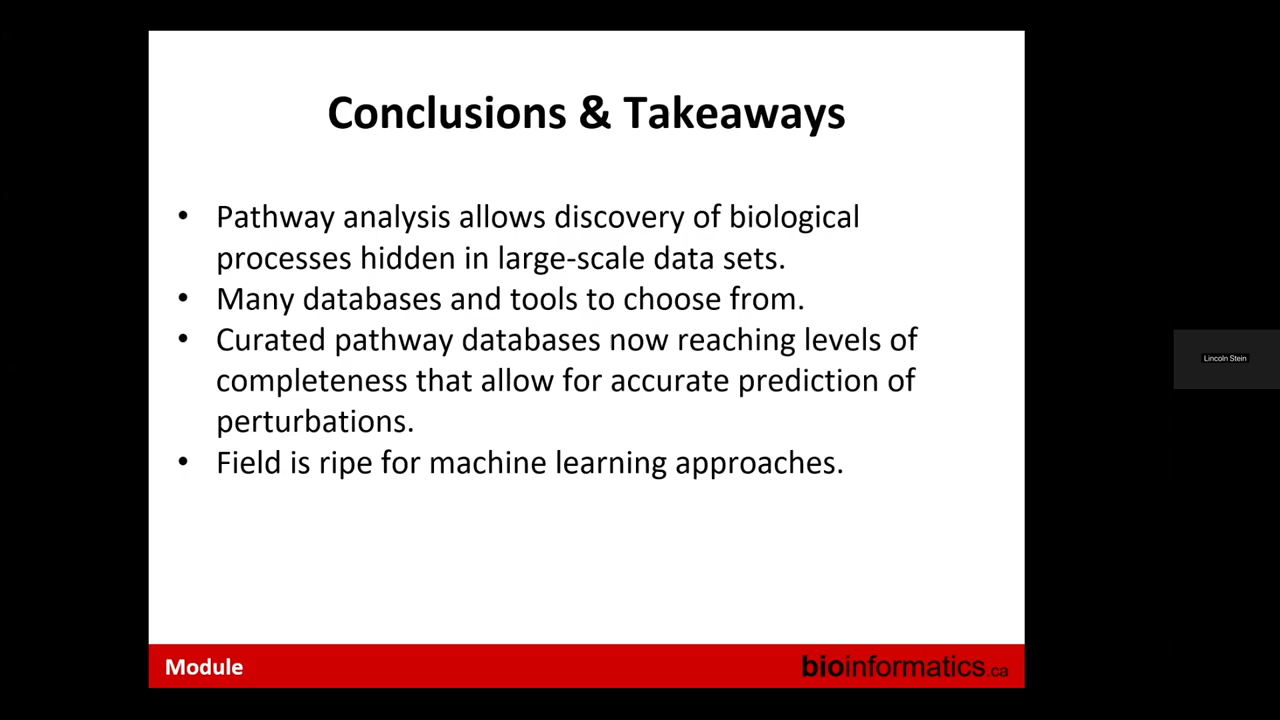 Conclusions & Takeaways
• Pathway analysis allows discovery of biological
processes hidden in large-scale data sets.
• Many databases and tools to choose from.
• Curated pathway databases now reaching levels of
completeness that allow for accurate prediction of
perturbations.
• Field is ripe for machine learning approaches.
Lincoln Stein
Module
bioinformatics.ca